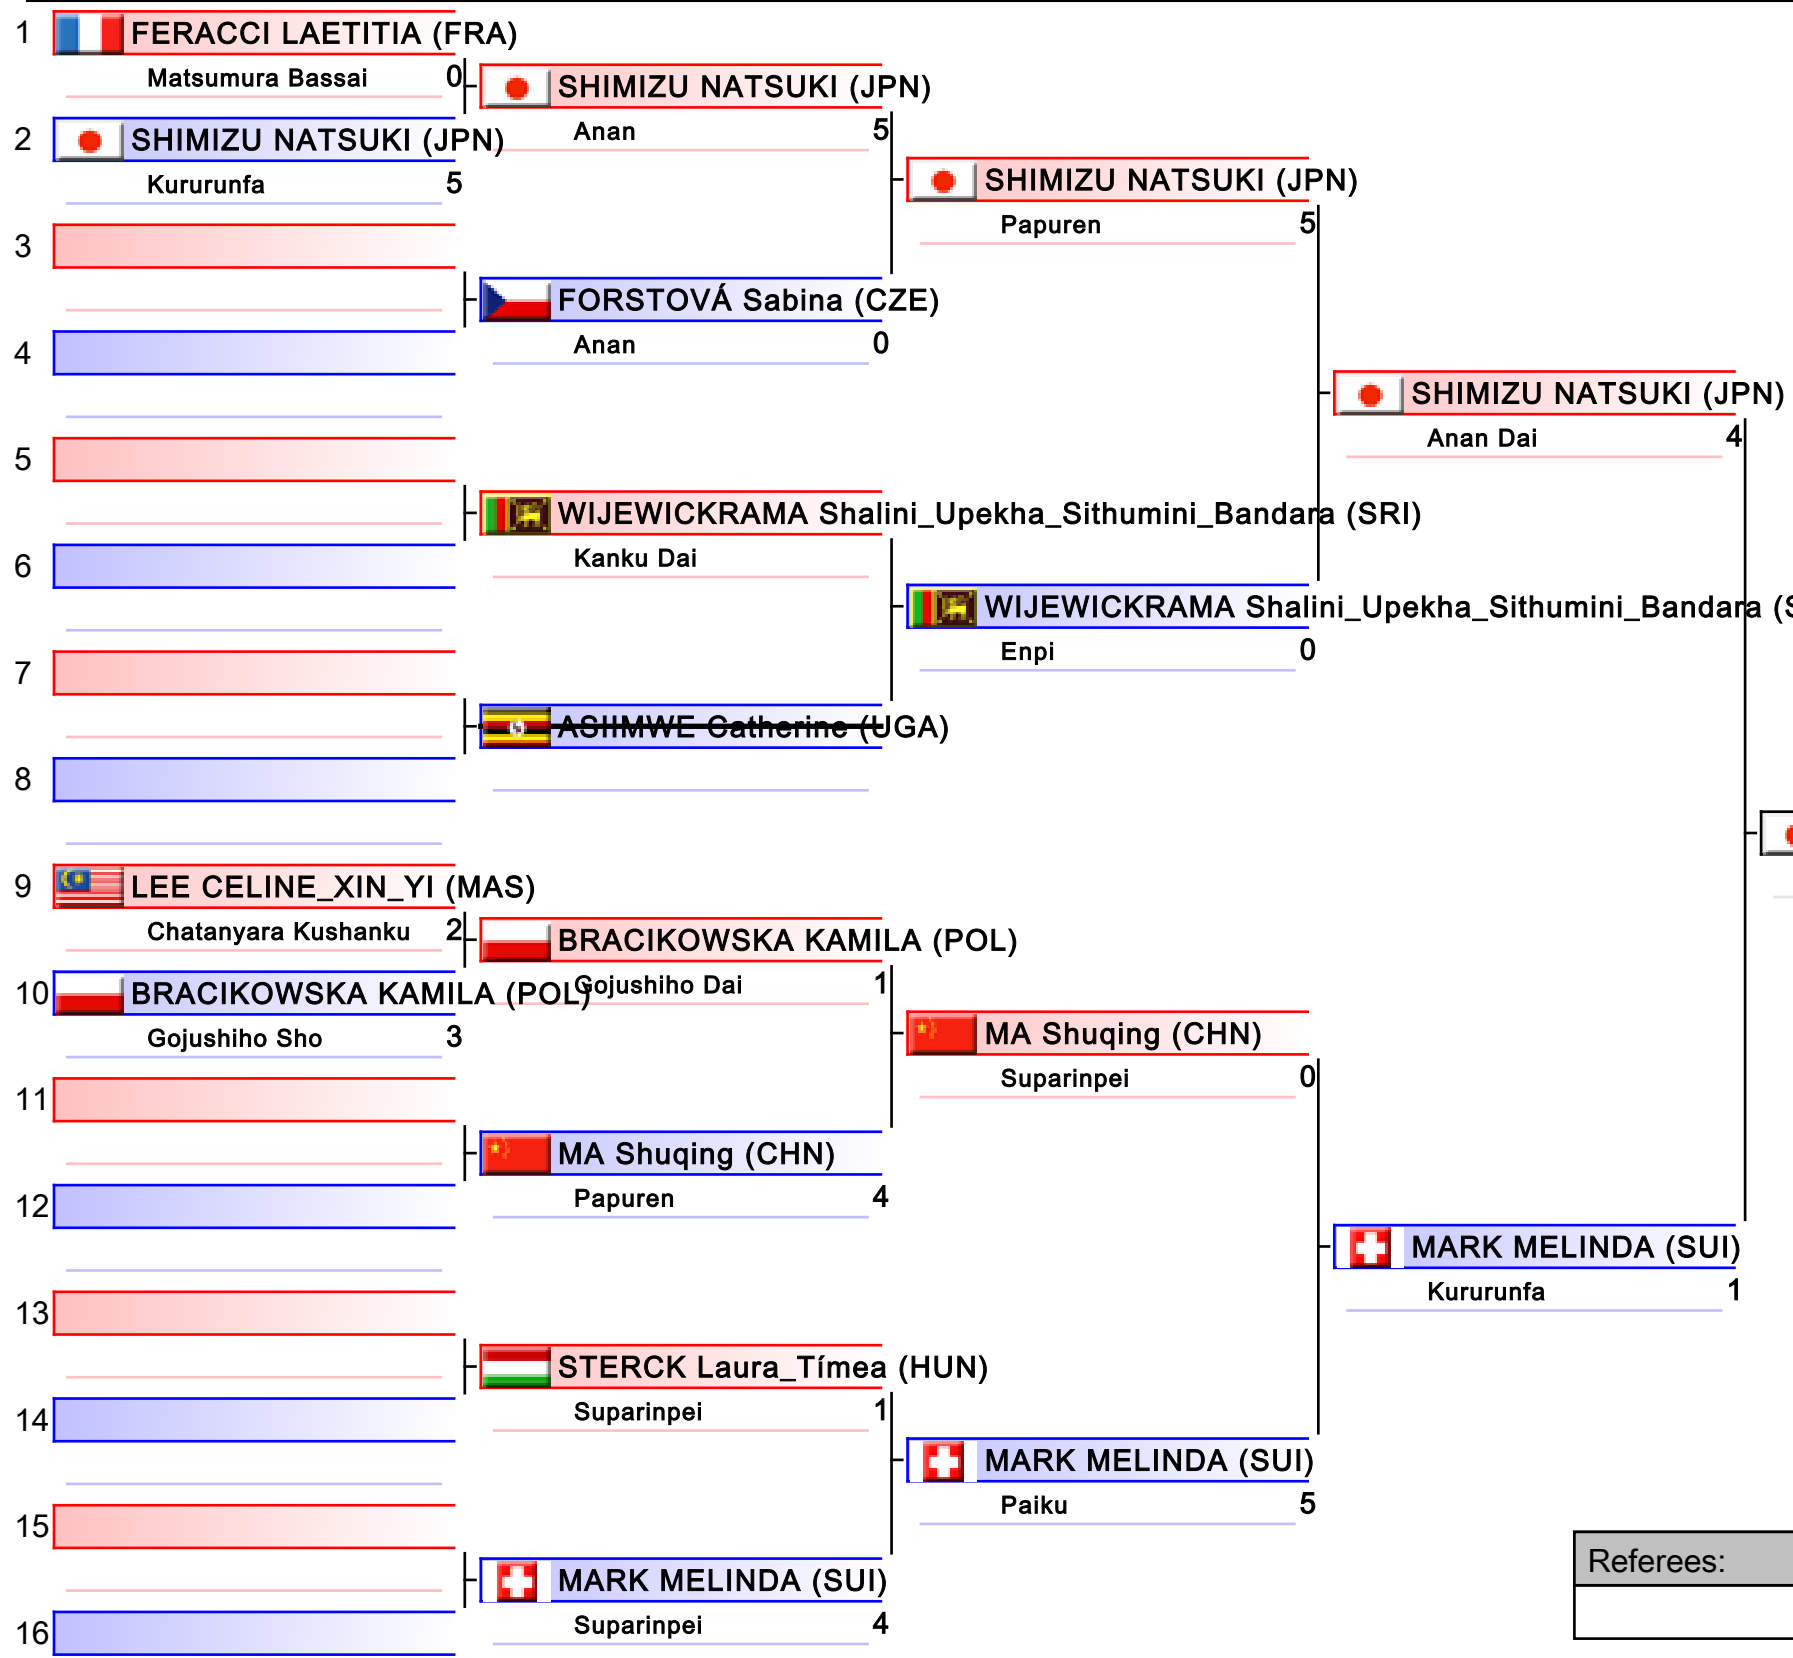 1 FERACCI LAETITIA (FRA)
Matsumura Bassai 0
SHIMIZU NATSUKI (JPN)
Anan 5
2 SHIMIZU NATSUKI (JPN)
Kururunfa 5
SHIMIZU NATSUKI (JPN)
Papuren 5
3
FORSTOVÁ Sabina (CZE)
Anan 0
4
SHIMIZU NATSUKI (JPN)
Anan Dai 4
5
WIJEWICKRAMA Shalini_Upekha_Sithumini_Bandara (SRI)
Kanku Dai
6
WIJEWICKRAMA Shalini_Upekha_Sithumini_Bandara
Enpi 0
7
ASIIMWE Catherine (UGA)
8
9 LEE CELINE_XIN_YI (MAS)
Chatanyara Kushanku 2
BRACIKOWSKA KAMILA (POL)
Gojushiho Dai 1
10 BRACIKOWSKA KAMILA (POL)
Gojushiho Sho 3
MA Shuqing (CHN)
Suparinpei 0
11
MA Shuqing (CHN)
Papuren 4
12
MARK MELINDA (SUI)
Kururunfa 1
13
STERCK Laura_Tímea (HUN)
Suparinpei 1
14
MARK MELINDA (SUI)
Paiku 5
15
MARK MELINDA (SUI)
Suparinpei 4
16
Referees: